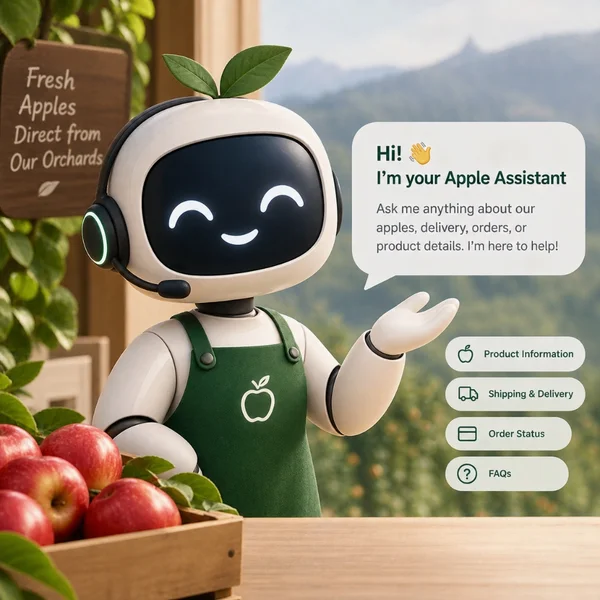 Fresh
Apples
Direct from
Our Orchards
Hi! 👋
I'm your Apple Assistant
Ask me anything about our
apples, delivery, orders, or
product details. I'm here to help!
Product Information
Shipping & Delivery
Order Status
FAQs